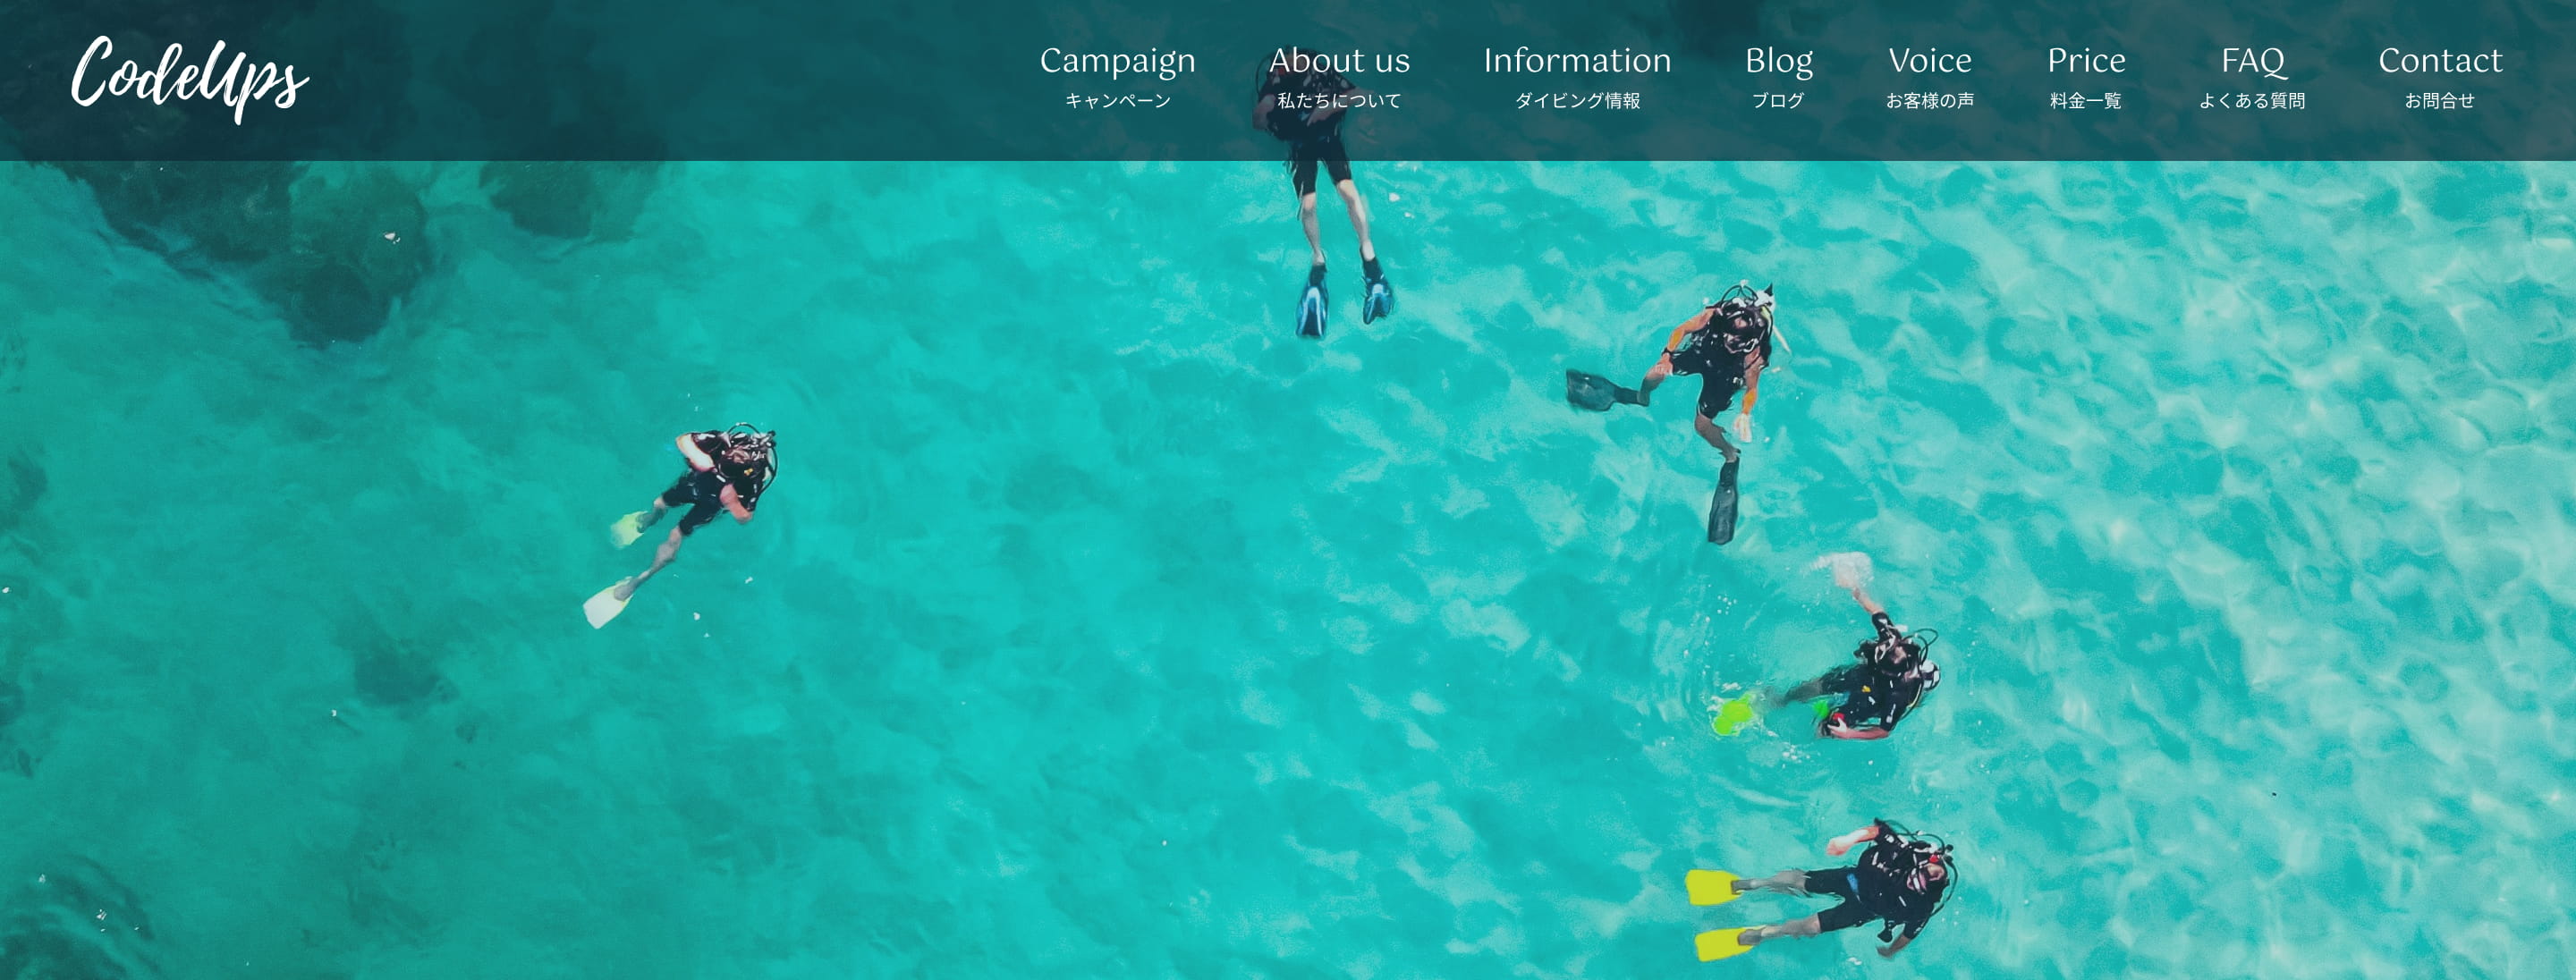 CodeUps
Campaign
キャンペーン
About us
私たちについて
Information
ダイビング情報
Blog
ブログ
Voice
お客様の声
Price
料金一覧
FAQ
よくある質問
Contact
お問合せ